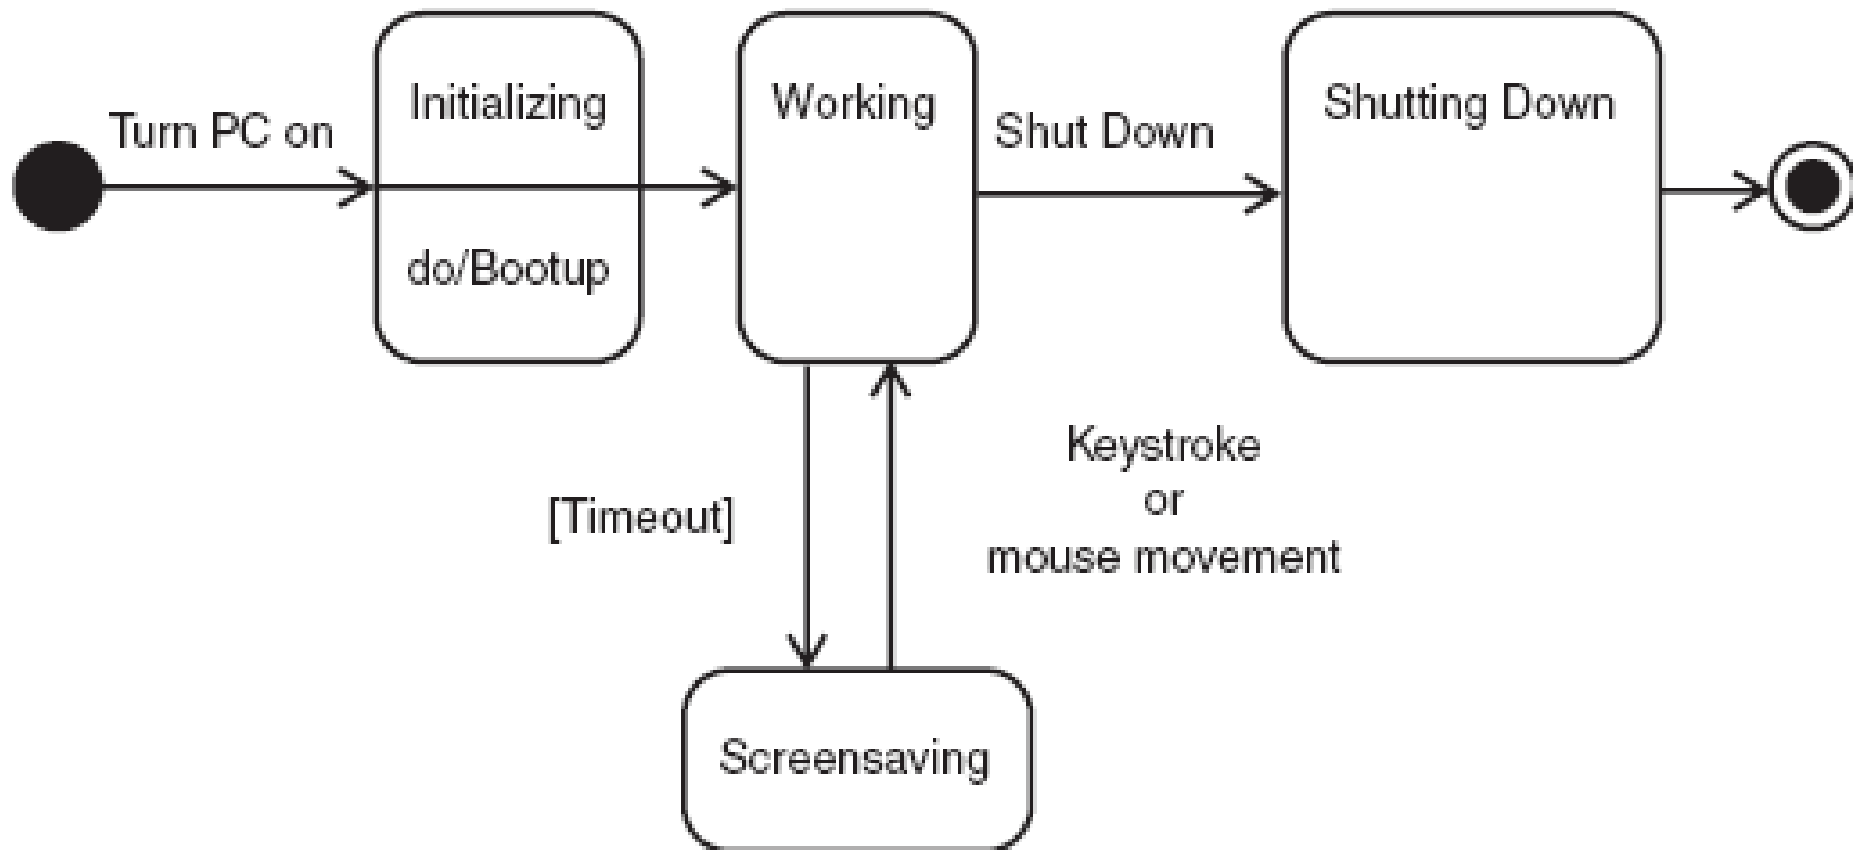 Turn PC on
Initializing
do/Bootup
Working
Shut Down
Shutting Down
[Timeout]
Keystroke
or
mouse movement
Screensaving